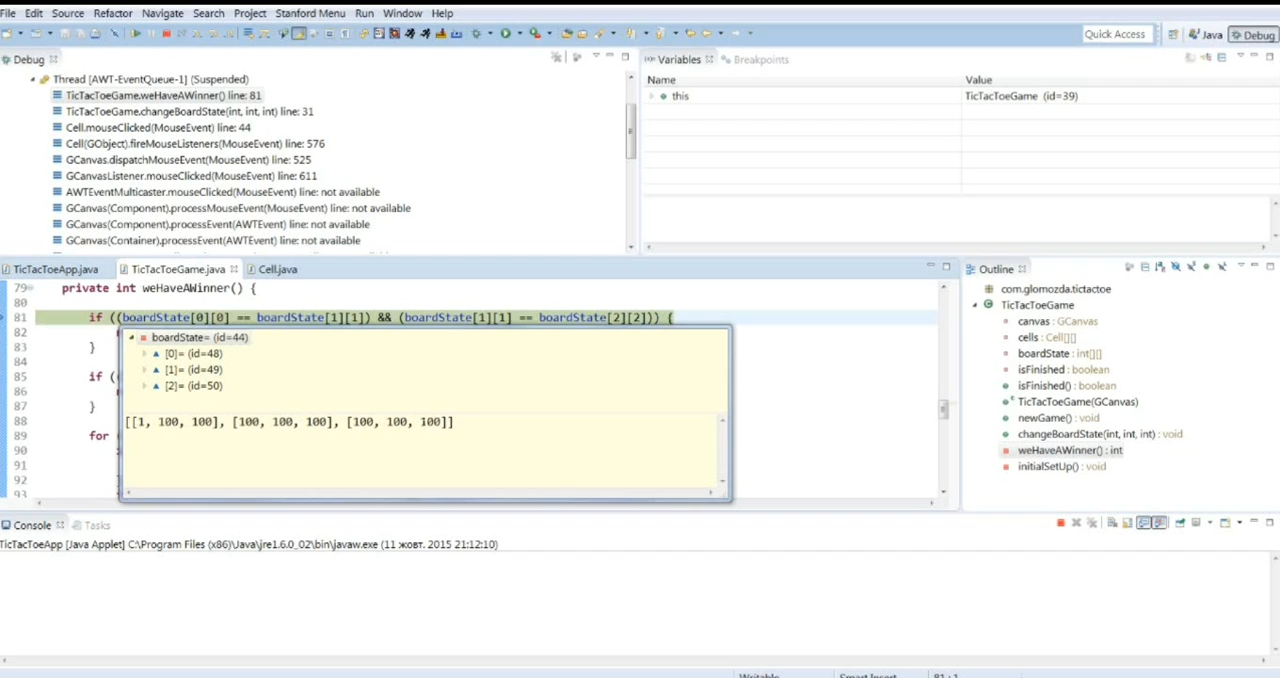 File Edit Source Refactor Navigate Search Project Stanford Menu Run Window Help
Quick Access Java Debug
Debug
Thread [AWT-EventQueue-1] (Suspended)
TicTacToeGame.weHaveAWinner() line: 81
TicTacToeGame.changeBoardState(int, int, int) line: 31
Cell.mouseClicked(MouseEvent) line: 44
Cell(GObject).fireMouseListeners(MouseEvent) line: 576
GCanvas.dispatchMouseEvent(MouseEvent) line: 525
GCanvasListener.mouseClicked(MouseEvent) line: 611
AWTEventMulticaster.mouseClicked(MouseEvent) line: not available
GCanvas(Component).processMouseEvent(MouseEvent) line: not available
GCanvas(Component).processEvent(AWTEvent) line: not available
GCanvas(Container).processEvent(AWTEvent) line: not available
Variables Breakpoints
Name Value
this TicTacToeGame (id=39)
TicTacToeApp.java TicTacToeGame.java Cell.java
79 private int weHaveAWinner() {
80
81 if ((boardState[0][0] == boardState[1][1]) && (boardState[1][1] == boardState[2][2])) {
82
83 }
84
85 if (
86
87 }
88
89 for
90
91
92
93
boardState= (id=44)
[0]= (id=48)
[1]= (id=49)
[2]= (id=50)
[[1, 100, 100], [100, 100, 100], [100, 100, 100]]
Outline
com.glomozda.tictactoe
TicTacToeGame
canvas : GCanvas
cells : Cell[][]
boardState : int[][]
isFinished : boolean
isFinished() : boolean
TicTacToeGame(GCanvas)
newGame() : void
changeBoardState(int, int, int) : void
weHaveAWinner() : int
initialSetUp() : void
Console Tasks
TicTacToeApp [Java Applet] C:\Program Files (x86)\Java\jre1.6.0_02\bin\javaw.exe (11 жовт. 2015 21:12:10)
Writable Smart Insert 81 : 1